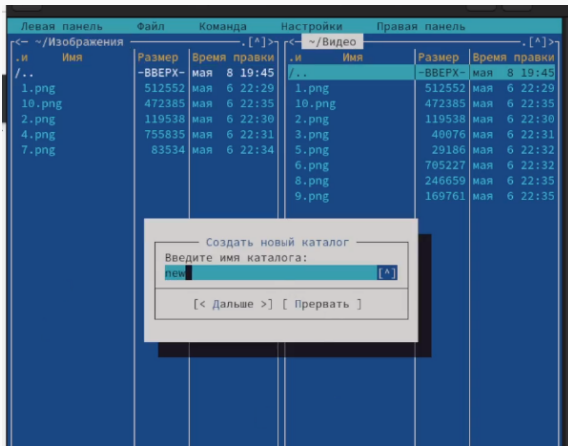 Левая панель Файл Команда Настройки Правая панель
<- ~/Изображения .[^]>
.и Имя Размер Время правки
/.. -ВВЕРХ- мая 8 19:45
1.png 512552 мая 6 22:29
10.png 472385 мая 6 22:35
2.png 119538 мая 6 22:30
4.png 755835 мая 6 22:31
7.png 83534 мая 6 22:34
<- ~/Видео .[^]>
.и Имя Размер Время правки
/.. -ВВЕРХ- мая 8 19:45
1.png 512552 мая 6 22:29
10.png 472385 мая 6 22:35
2.png 119538 мая 6 22:30
3.png 40076 мая 6 22:31
5.png 29186 мая 6 22:32
6.png 705227 мая 6 22:32
8.png 246659 мая 6 22:35
9.png 169761 мая 6 22:35
Создать новый каталог
Введите имя каталога:
new [^]
[< Дальше >] [ Прервать ]